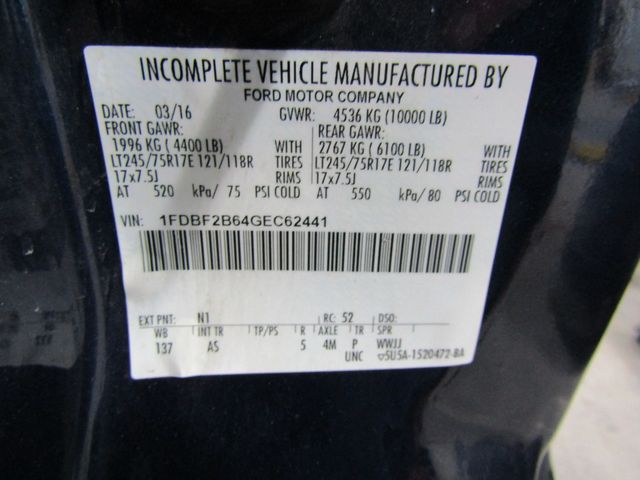 INCOMPLETE VEHICLE MANUFACTURED BY
FORD MOTOR COMPANY
DATE: 03/16 GVWR: 4536 KG (10000 LB)
FRONT GAWR: REAR GAWR:
1996 KG ( 4400 LB) WITH 2767 KG ( 6100 LB) WITH
LT245/75R17E 121/118R TIRES LT245/75R17E 121/118R TIRES
17x7.5J RIMS 17x7.5J RIMS
AT 520 kPa/ 75 PSI COLD AT 550 kPa/ 80 PSI COLD
VIN: 1FDBF2B64GEC62441
EXT PNT: N1 RC: 52 DSO:
WB INT TR TP/PS R AXLE TR SPR
137 AS 5 4M P WWJJ
UNC 5U5A-1520472-BA